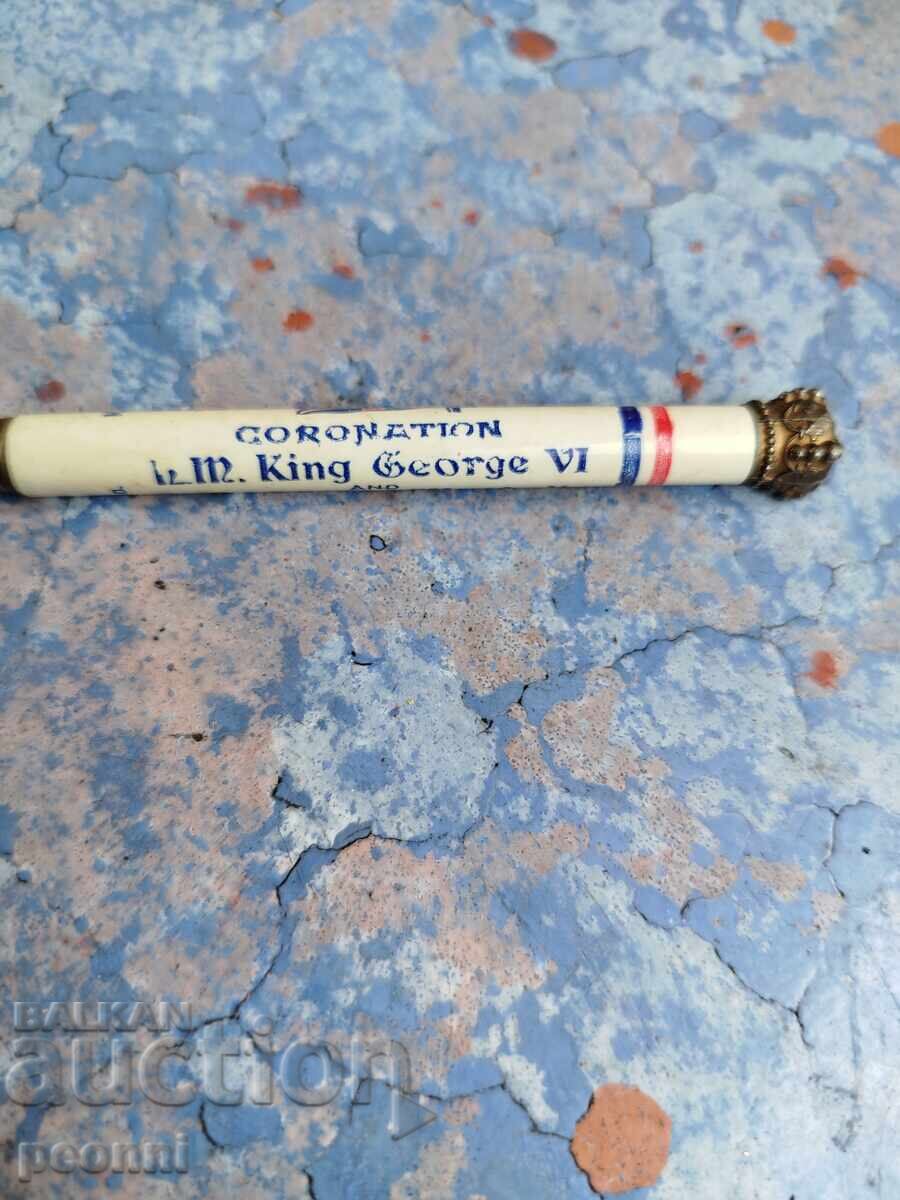 CORONATION
h. M. King George VI
AND
BALKAN
auction
peonni